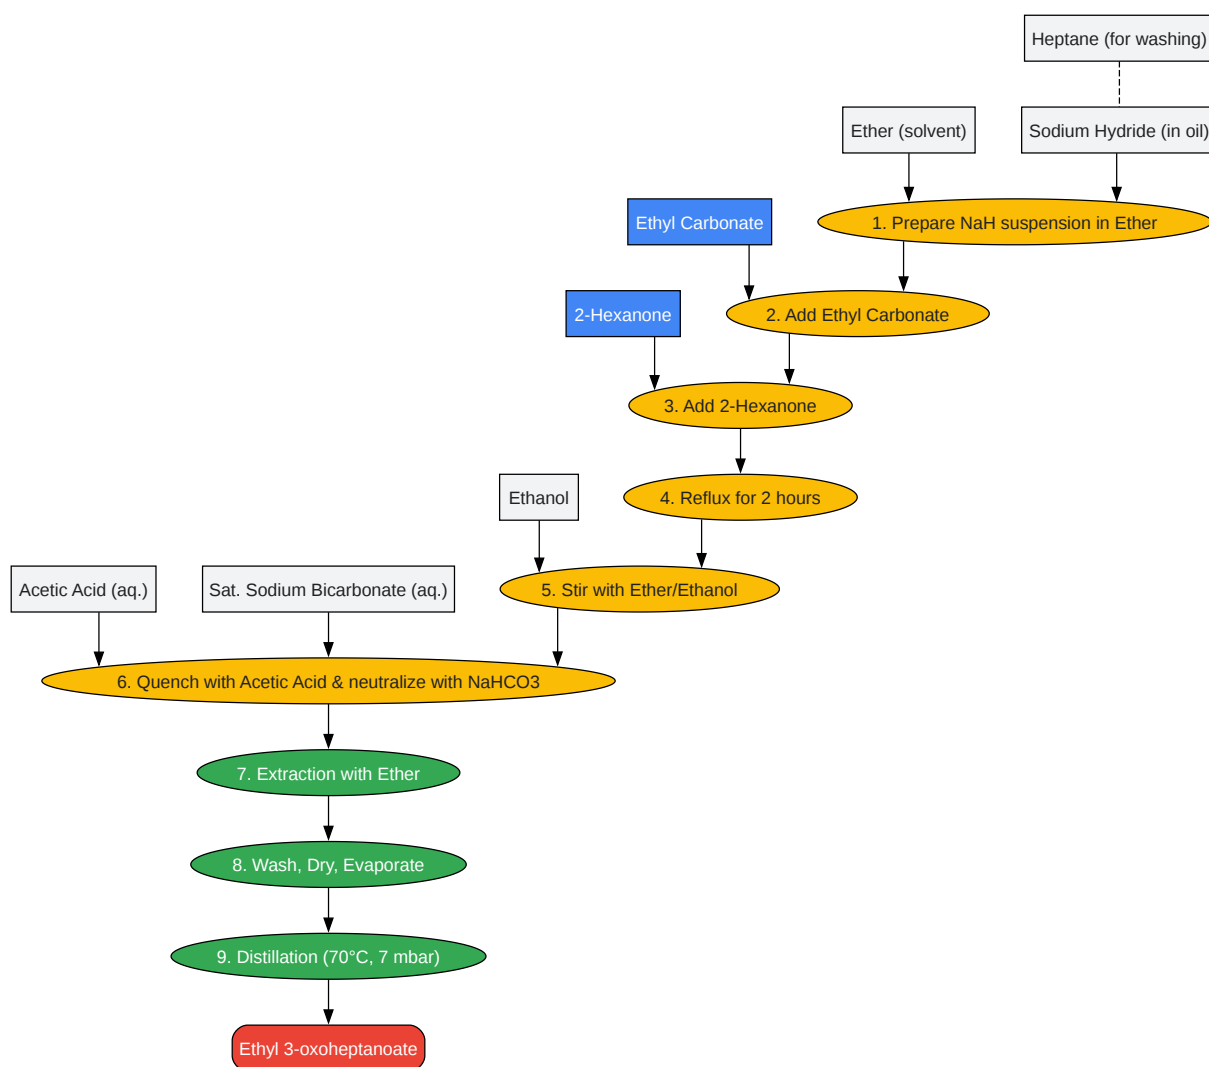 Heptane (for washing)
Ether (solvent)
Sodium Hydride (in oil)
Ethyl Carbonate
1. Prepare NaH suspension in Ether
2-Hexanone
2. Add Ethyl Carbonate
3. Add 2-Hexanone
Ethanol
4. Reflux for 2 hours
Acetic Acid (aq.)
Sat. Sodium Bicarbonate (aq.)
5. Stir with Ether/Ethanol
6. Quench with Acetic Acid & neutralize with NaHCO3
7. Extraction with Ether
8. Wash, Dry, Evaporate
9. Distillation (70°C, 7 mbar)
Ethyl 3-oxoheptanoate